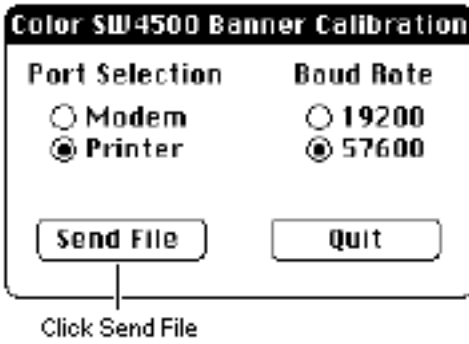 Color SW4500 Banner Calibration
Port Selection
Baud Rate
Modem
19200
Printer
57600
Send File
Quit
Click Send File